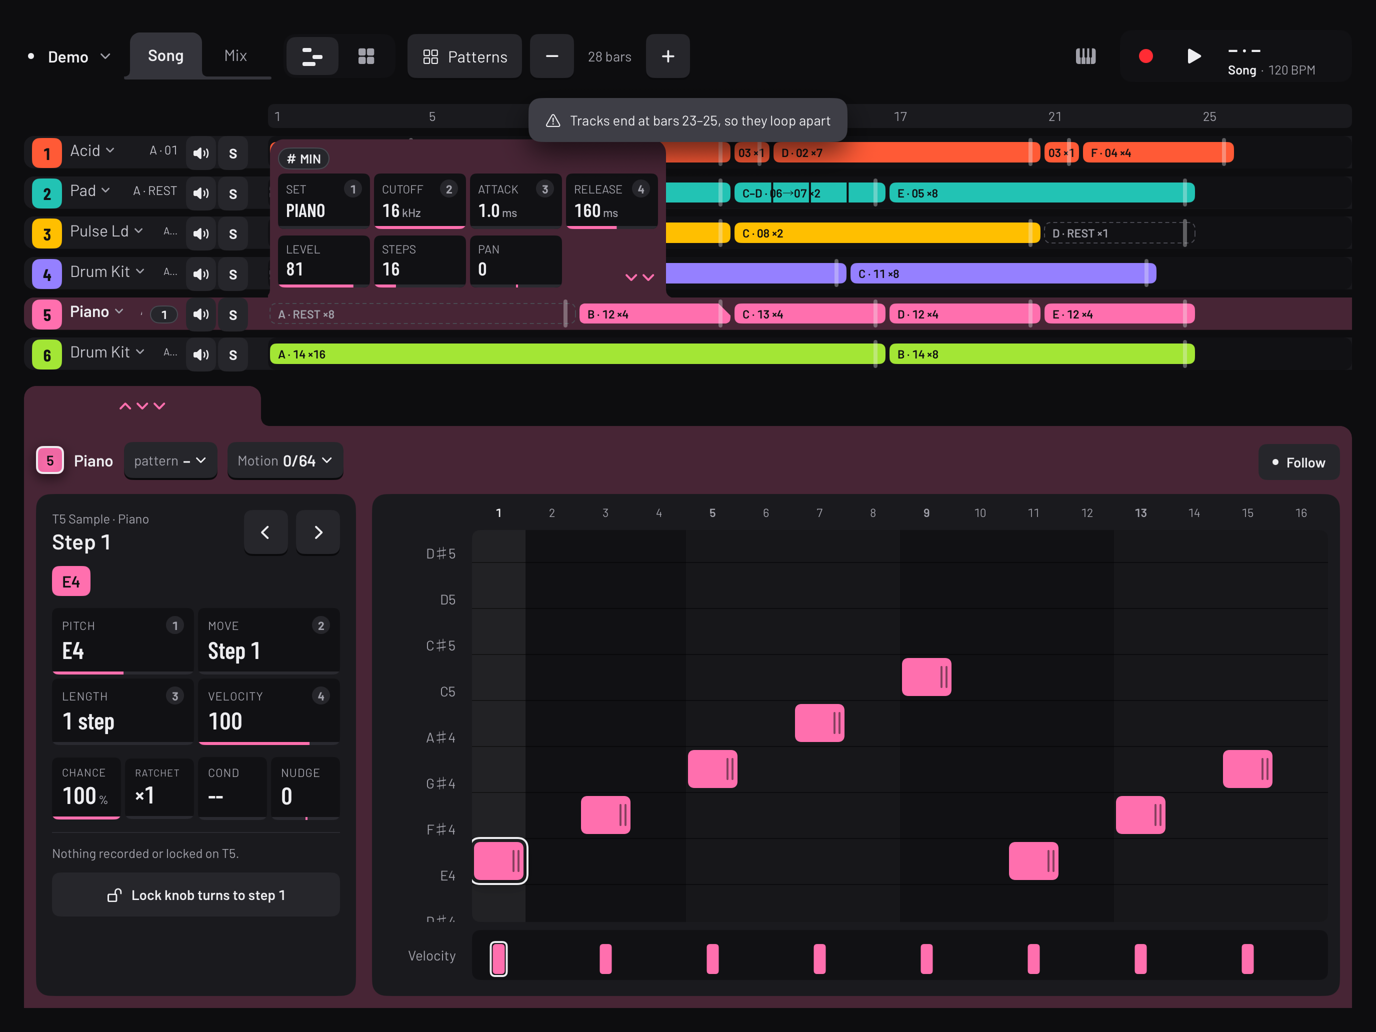 Demo
Song
Mix
Patterns
28 bars
Song · 120 BPM
1
5
17
21
25
Tracks end at bars 23–25, so they loop apart
1
Acid
A · 01
S
03 ×1
D · 02 ×7
03 ×1
F · 04 ×4
2
Pad
A · REST
S
C–D · 06→07 ×2
E · 05 ×8
3
Pulse Ld
A...
S
C · 08 ×2
D · REST ×1
4
Drum Kit
A...
S
C · 11 ×8
5
Piano
1
S
A · REST ×8
B · 12 ×4
C · 13 ×4
D · 12 ×4
E · 12 ×4
6
Drum Kit
A...
S
A · 14 ×16
B · 14 ×8
# MIN
SET 1
PIANO
CUTOFF 2
16 kHz
ATTACK 3
1.0 ms
RELEASE 4
160 ms
LEVEL
81
STEPS
16
PAN
0
5
Piano
pattern –
Motion 0/64
Follow
T5 Sample · Piano
Step 1
E4
PITCH 1
E4
MOVE 2
Step 1
LENGTH 3
1 step
VELOCITY 4
100
CHANCE
100 %
RATCHET
×1
COND
--
NUDGE
0
Nothing recorded or locked on T5.
Lock knob turns to step 1
1 2 3 4 5 6 7 8 9 10 11 12 13 14 15 16
D♯5
D5
C♯5
C5
A♯4
G♯4
F♯4
E4
D♯4
Velocity